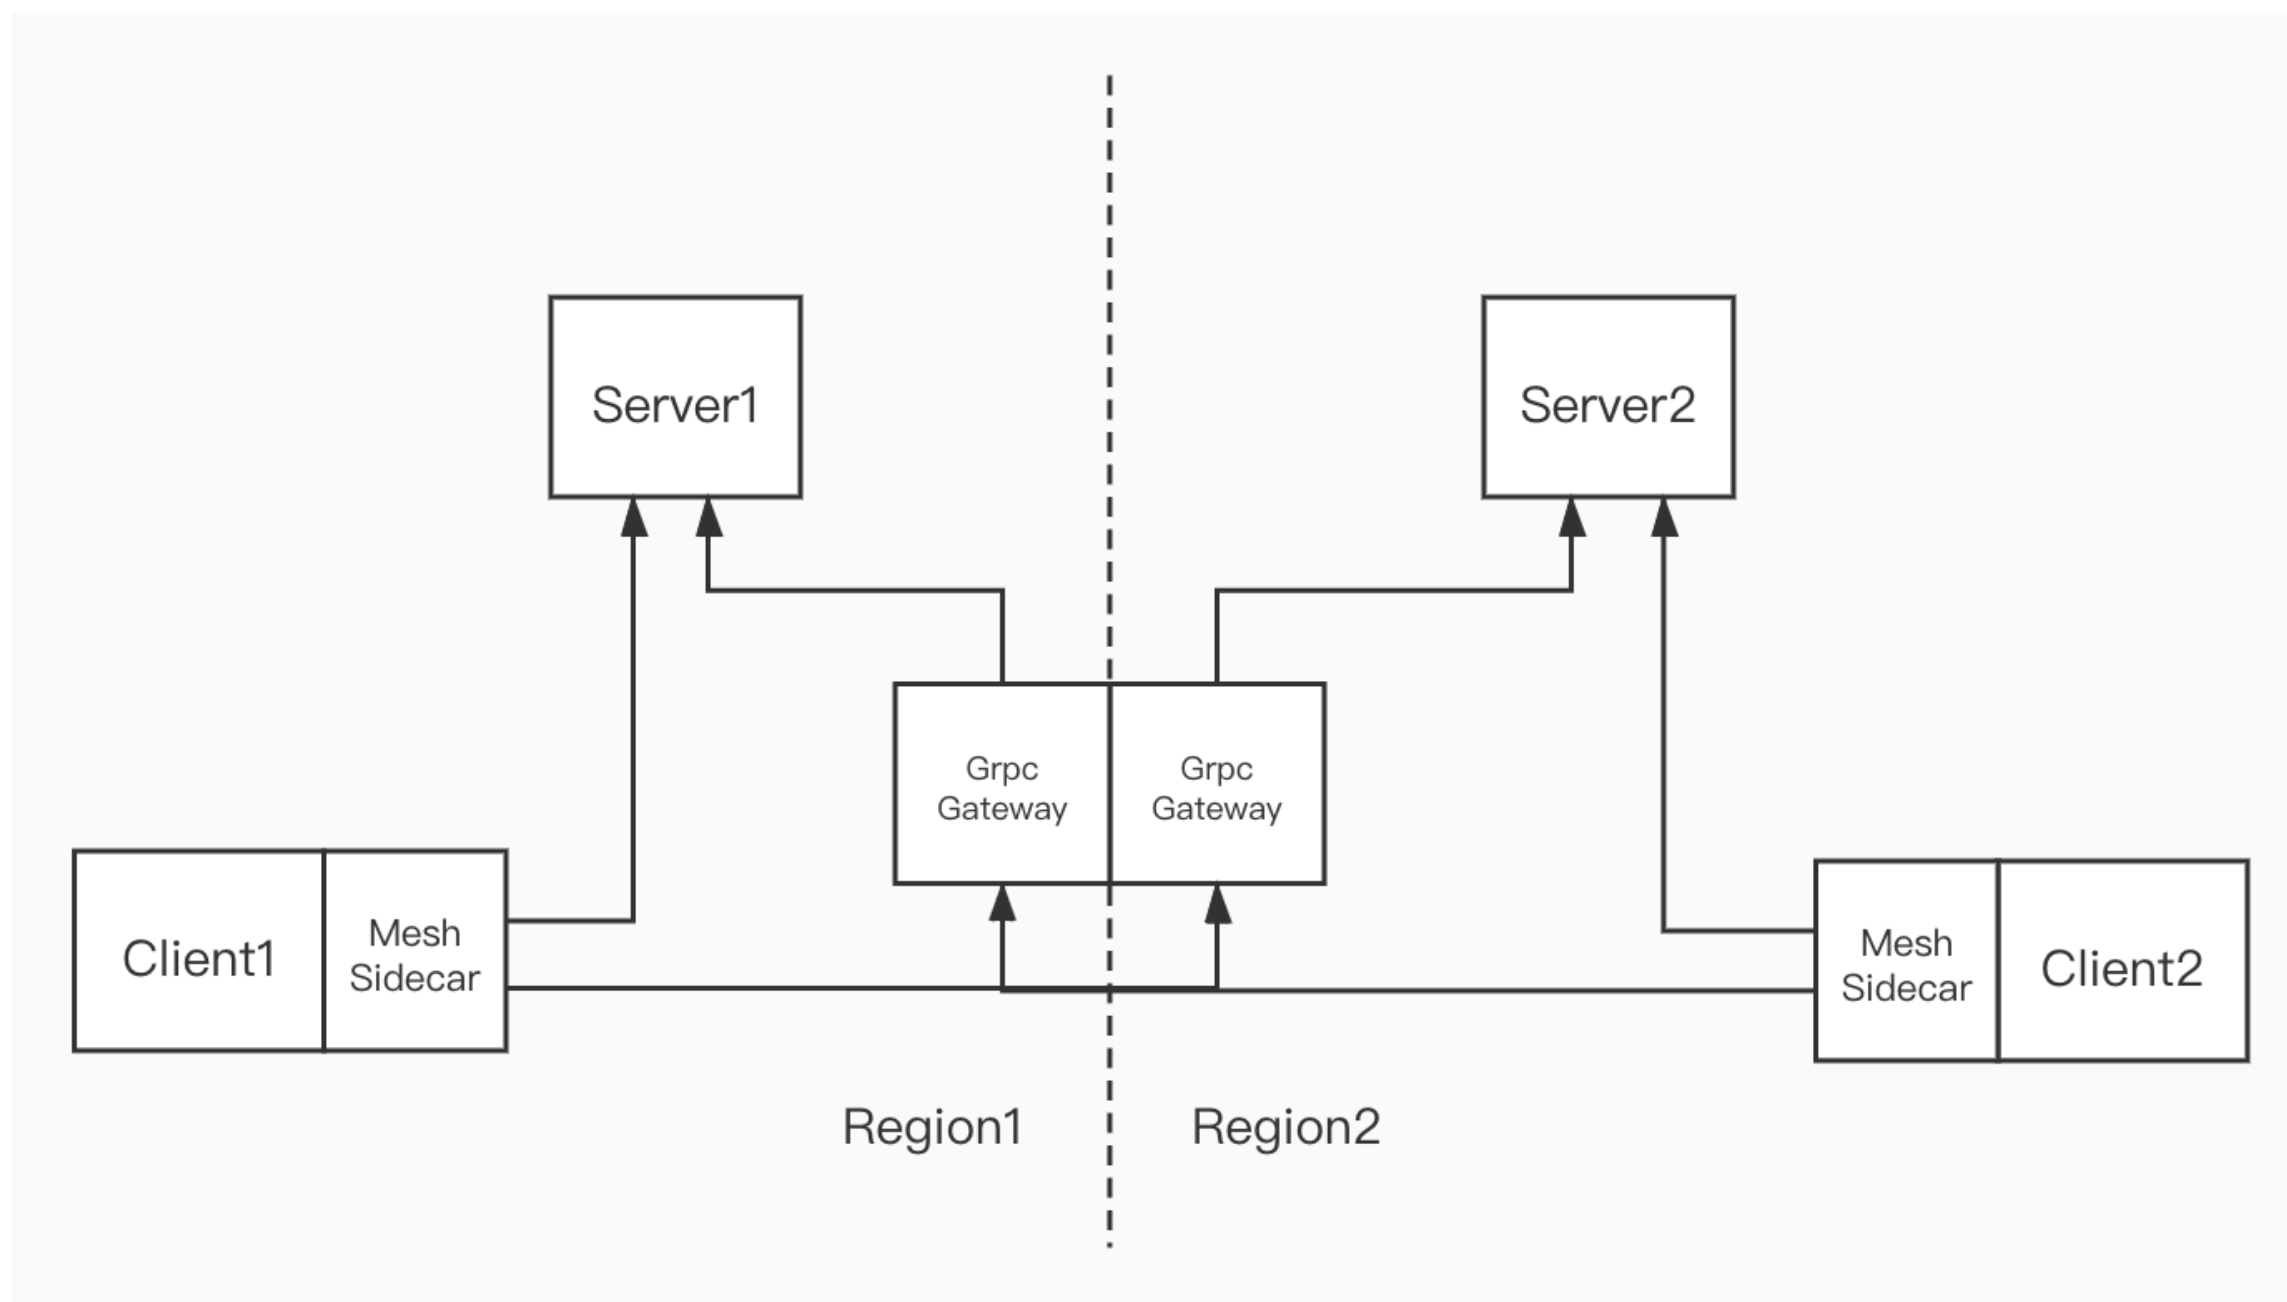 Server1
Server2
Grpc
Gateway
Grpc
Gateway
Client1
Mesh
Sidecar
Mesh
Sidecar
Client2
Region1
Region2